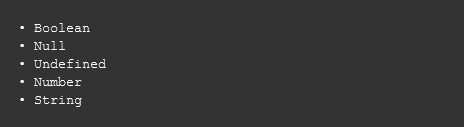 • Boolean
• Null
• Undefined
• Number
• String